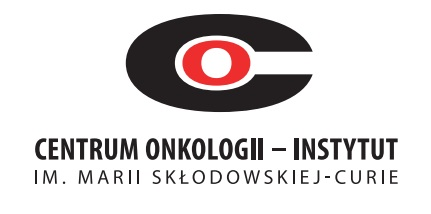 CENTRUM ONKOLOGII – INSTYTUT
IM. MARII SKŁODOWSKIEJ-CURIE